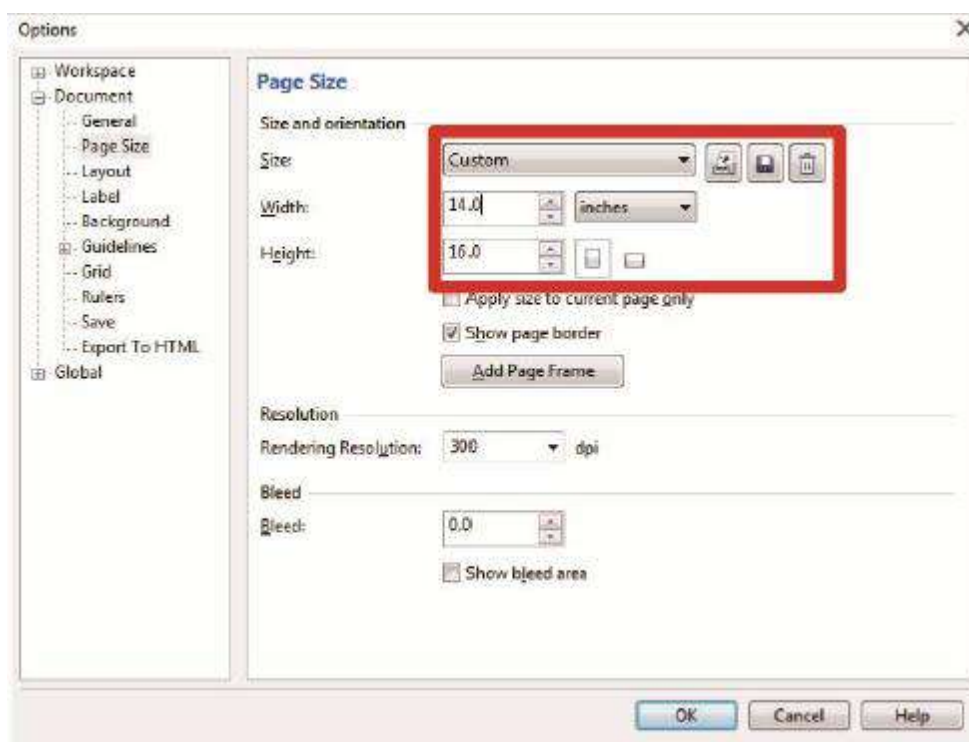 Options
Workspace
Document
General
Page Size
Layout
Label
Background
Guidelines
Grid
Rulers
Save
Export To HTML
Global
Page Size
Size and orientation
Size: Custom
Width: 14.0 inches
Height: 16.0
Apply size to current page only
Show page border
Add Page Frame
Resolution
Rendering Resolution: 300 dpi
Bleed
Bleed: 0.0
Show bleed area
OK Cancel Help